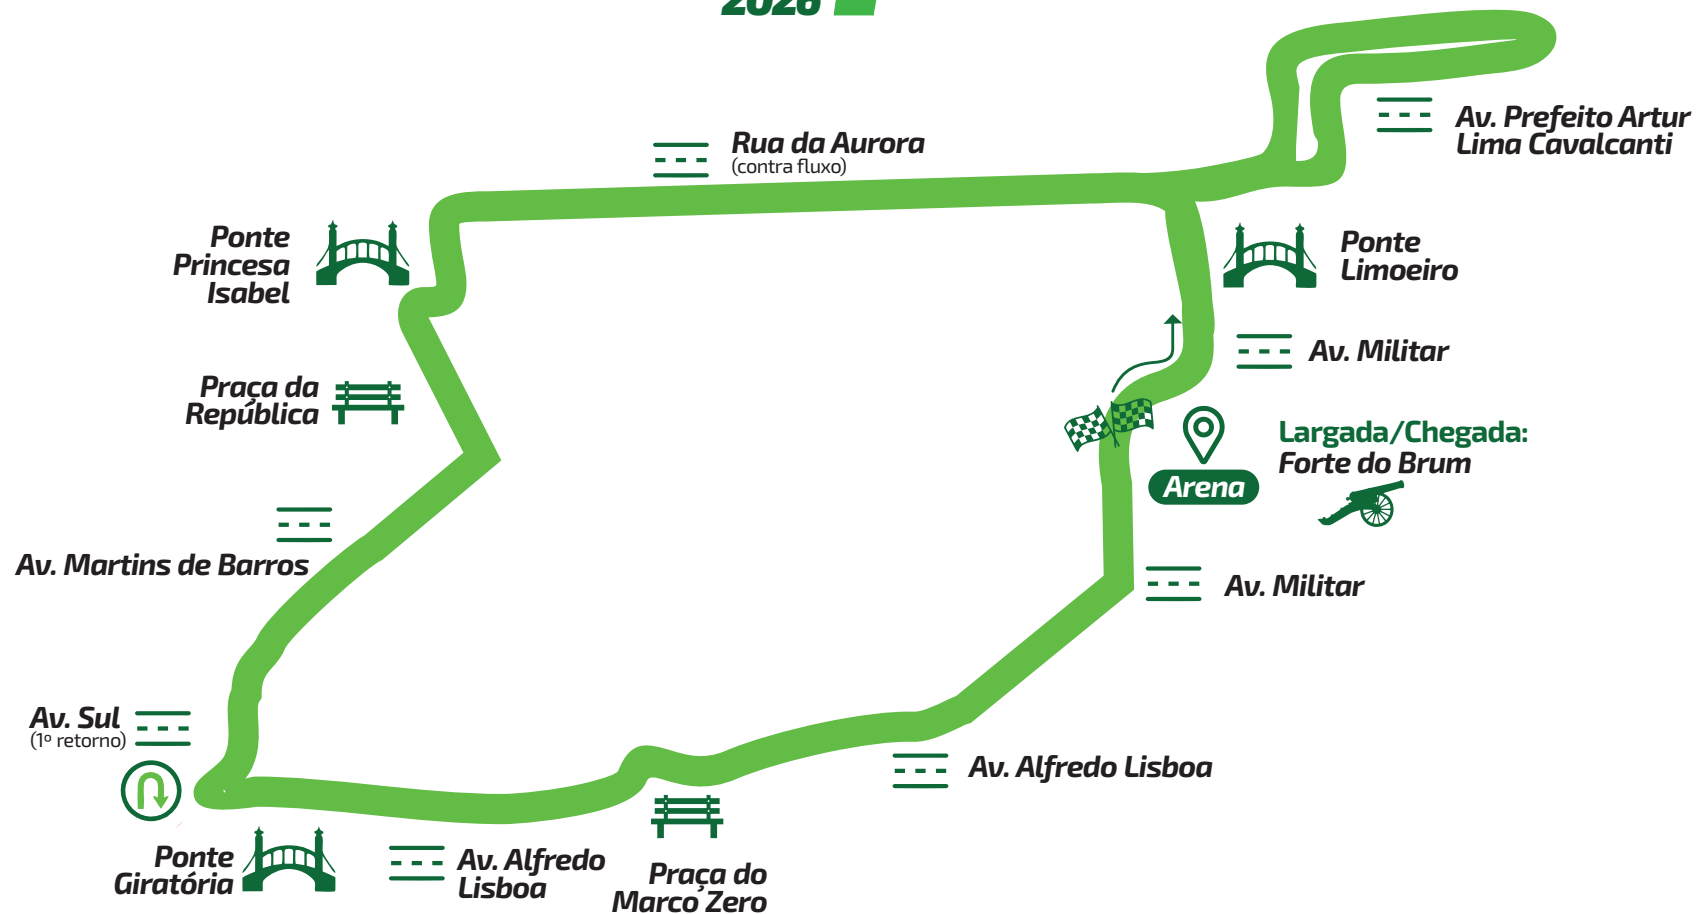 2026
Av. Prefeito Artur
Lima Cavalcanti
Rua da Aurora
(contra fluxo)
Ponte
Princesa
Isabel
Ponte
Limoeiro
Av. Militar
Praça da
República
Largada/Chegada:
Forte do Brum
Arena
Av. Martins de Barros
Av. Militar
Av. Sul
(1º retorno)
Av. Alfredo Lisboa
Ponte
Giratória
Av. Alfredo
Lisboa
Praça do
Marco Zero